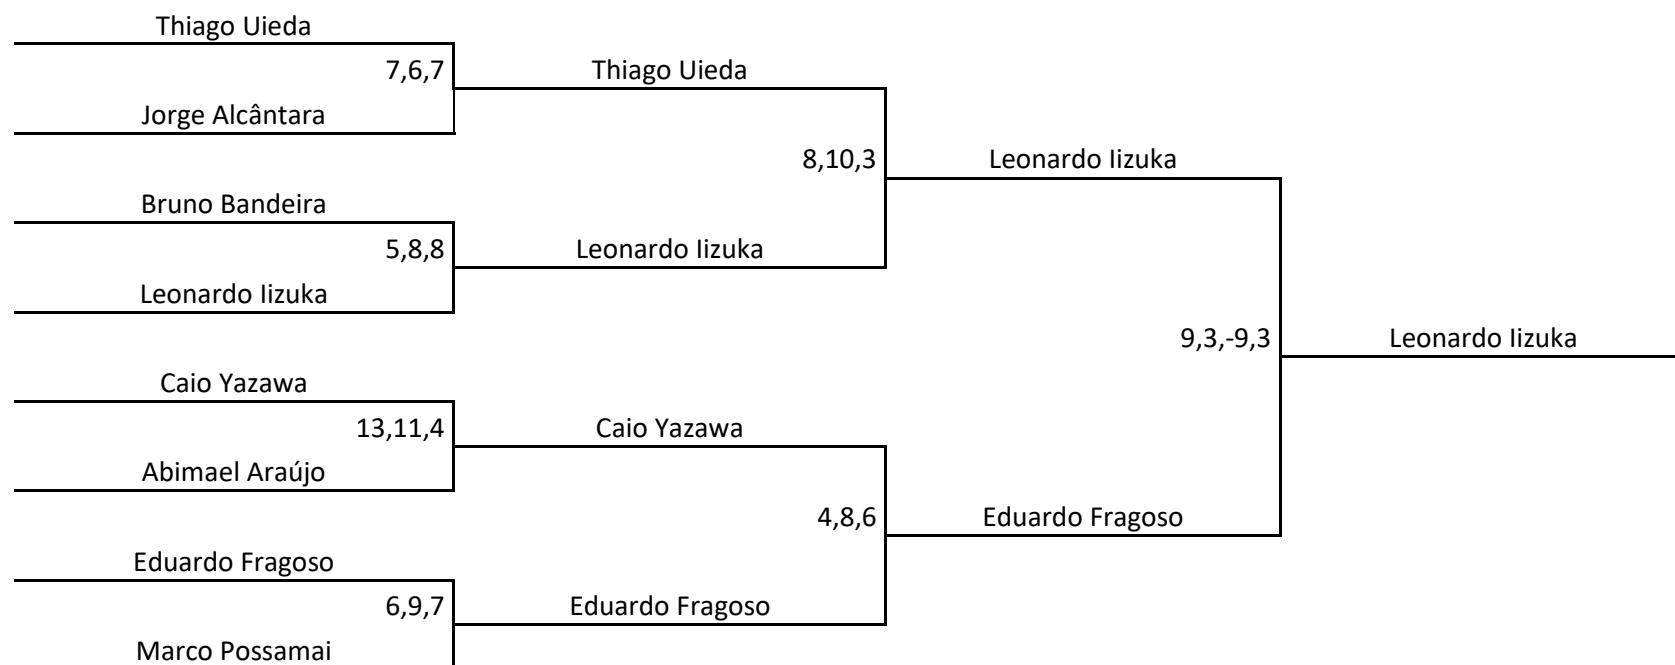 Thiago Uieda
7,6,7
Thiago Uieda
Jorge Alcântara
8,10,3
Leonardo Iizuka
Bruno Bandeira
5,8,8
Leonardo Iizuka
Leonardo Iizuka
9,3,-9,3
Leonardo Iizuka
Caio Yazawa
13,11,4
Caio Yazawa
Abimael Araújo
4,8,6
Eduardo Fragoso
Eduardo Fragoso
6,9,7
Eduardo Fragoso
Marco Possamai